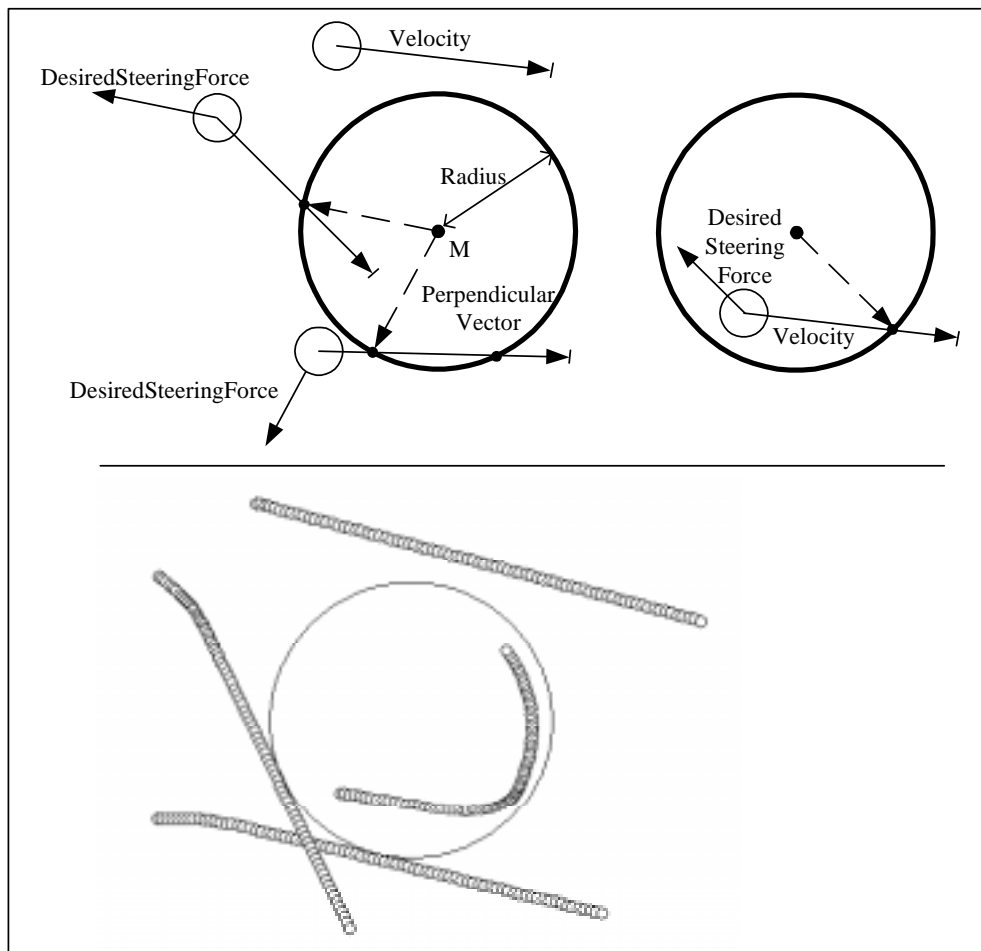 Velocity
DesiredSteeringForce
Radius
M
Perpendicular
Vector
DesiredSteeringForce
Desired
Steering
Force
Velocity